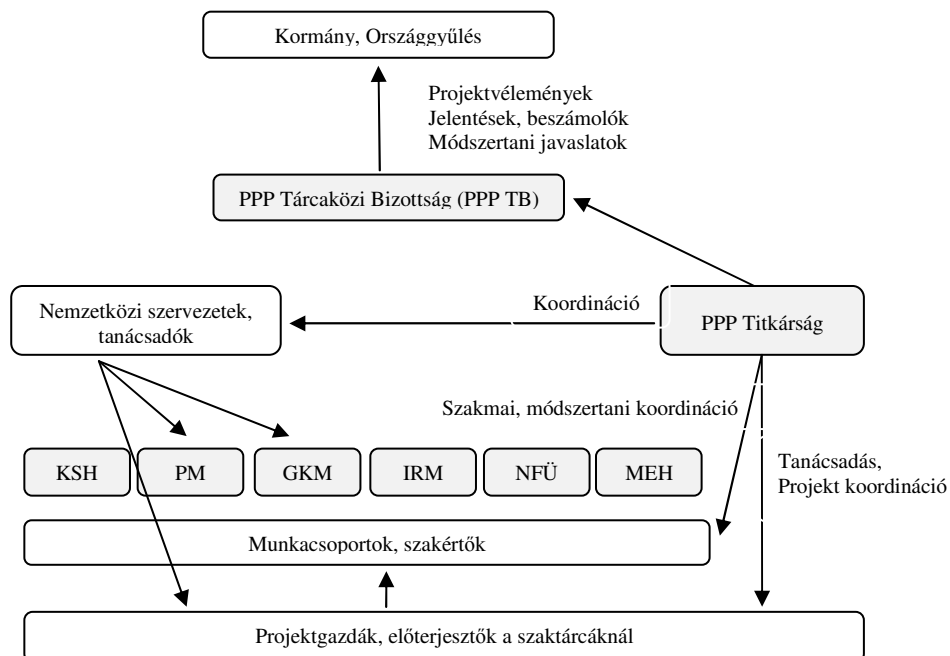 Kormány, Országgyűlés
Projektvélemények
Jelentések, beszámolók
Módszertani javaslatok
PPP Tárcaközi Bizottság (PPP TB)
Nemzetközi szervezetek,
tanácsadók
Koordináció
PPP Titkárság
Szakmai, módszertani koordináció
KSH
PM
GKM
IRM
NFÜ
MEH
Tanácsadás,
Projekt koordináció
Munkacsoportok, szakértők
Projektgazdák, előterjesztők a szaktárcáknál